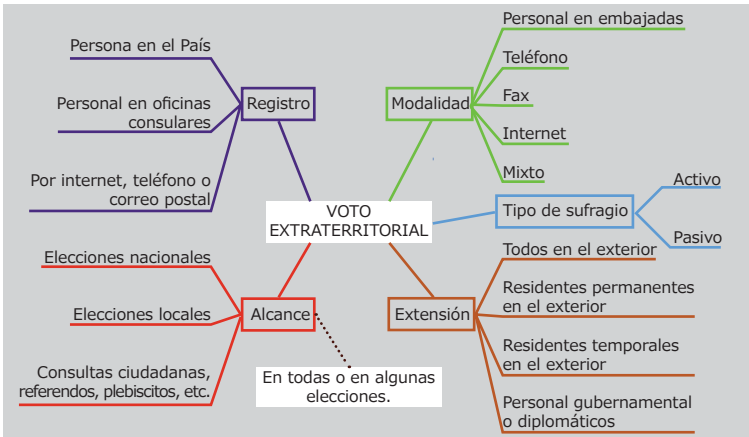 Persona en el País
Personal en oficinas
consulares
Por internet, teléfono o
correo postal
Registro
Modalidad
Personal en embajadas
Teléfono
Fax
Internet
Mixto
VOTO
EXTRATERRITORIAL
Tipo de sufragio
Activo
Pasivo
Elecciones nacionales
Elecciones locales
Consultas ciudadanas,
referendos, plebiscitos, etc.
Alcance
En todas o en algunas
elecciones.
Extensión
Todos en el exterior
Residentes permanentes
en el exterior
Residentes temporales
en el exterior
Personal gubernamental
o diplomáticos